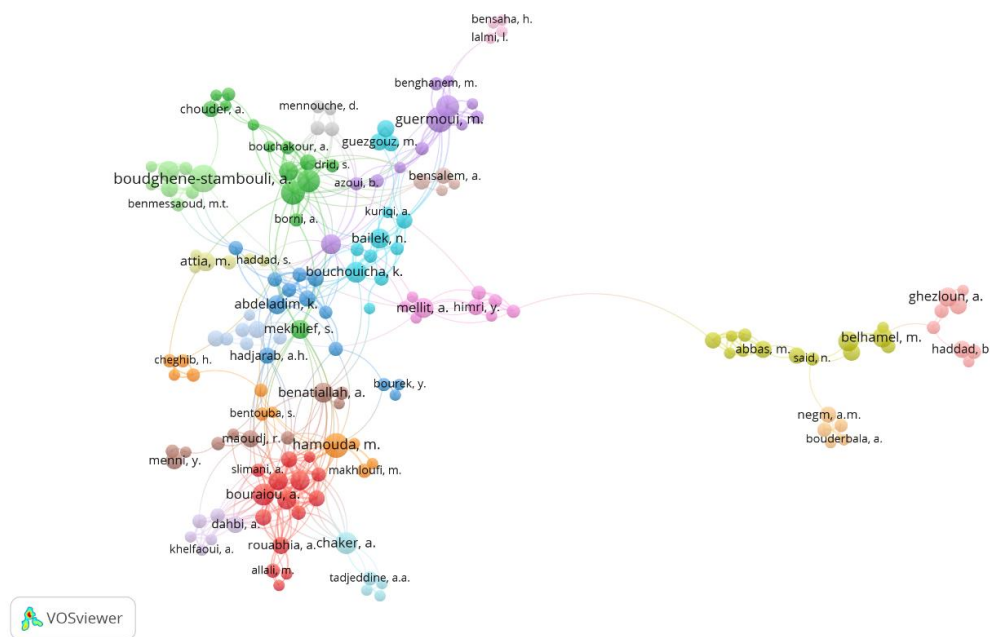 bensaha, h.
lalmi, l.
benghanem, m.
chouder, a.
mennouche, d.
guermoui, m.
guezgouz, m.
bouchakour, a.
drid, s.
boudghene-stambouli, a.
azoui, b.
bensalem, a.
benmessaoud, m.t.
borni, a.
kuriqi, a.
bailek, n.
attia, m.
haddad, s.
bouchouicha, k.
abdeladim, k.
mellit, a.
himri, y.
ghezloun, a.
mekhilef, s.
belhamel, m.
haddad, b
abbas, m.
said, n.
hadjarab, a.h.
cheghib, h.
bourek, y.
benatiallah, a.
bentouba, s.
negm, a.m.
bouderbala, a.
maoudj, r.
hamouda, m.
menni, y.
slimani, a.
makhloufi, m.
bouraiou, a.
dahbi, a.
khelfaoui, a.
rouabhia, a.
chaker, a.
allali, m.
tadjeddine, a.a.
VOSviewer